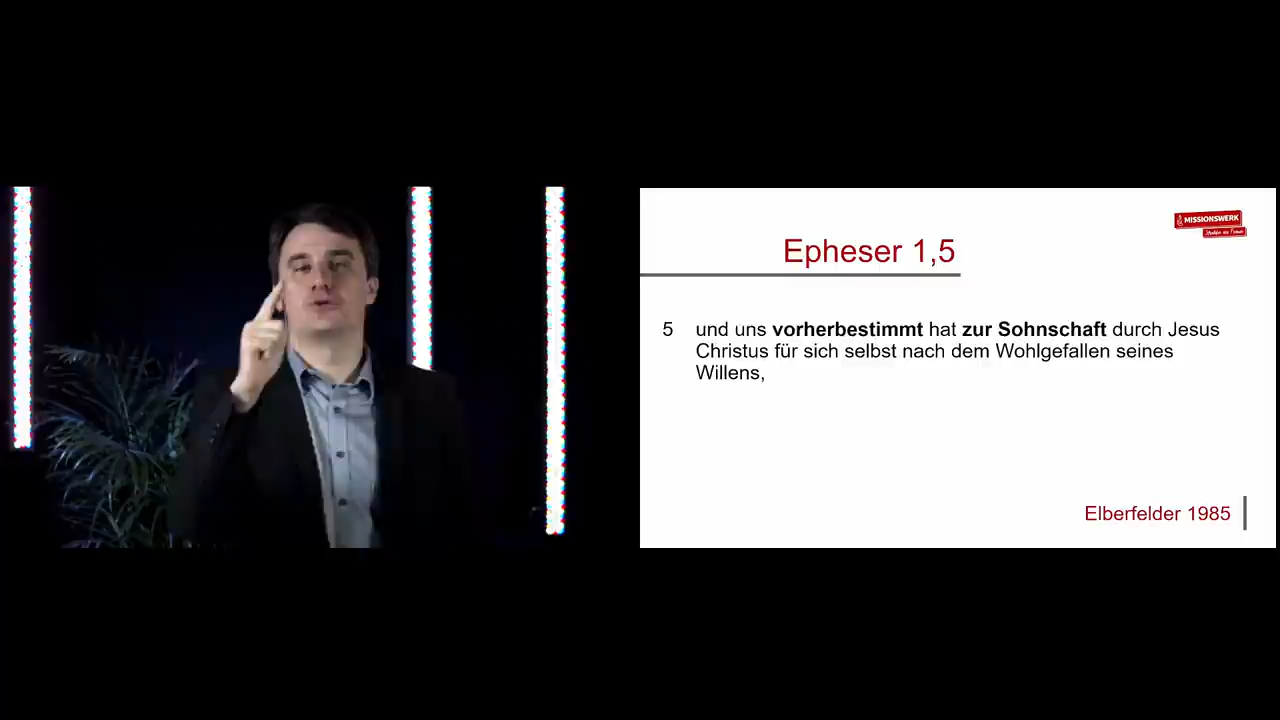 MISSIONSWERK
Epheser 1,5
5 und uns vorherbestimmt hat zur Sohnschaft durch Jesus
Christus für sich selbst nach dem Wohlgefallen seines
Willens,
Elberfelder 1985